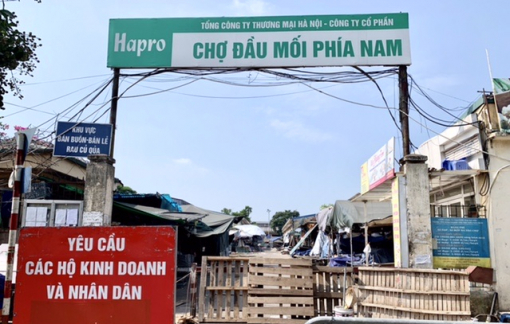 TỔNG CÔNG TY THƯƠNG MẠI HÀ NỘI - CÔNG TY CỔ PHẦN
Hapro
CHỢ ĐẦU MỐI PHÍA NAM
KHU VỰC
BÁN BUÔN-BÁN LẺ
RAU CỦ QUẢ
YÊU CẦU
CÁC HỘ KINH DOANH
VÀ NHÂN DÂN